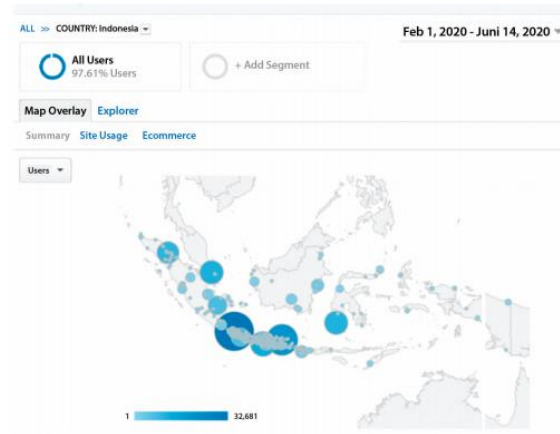 ALL >> COUNTRY: Indonesia
Feb 1, 2020 - Juni 14, 2020
All Users
97.61% Users
+ Add Segment
Map Overlay Explorer
Summary Site Usage Ecommerce
Users
1 32,681